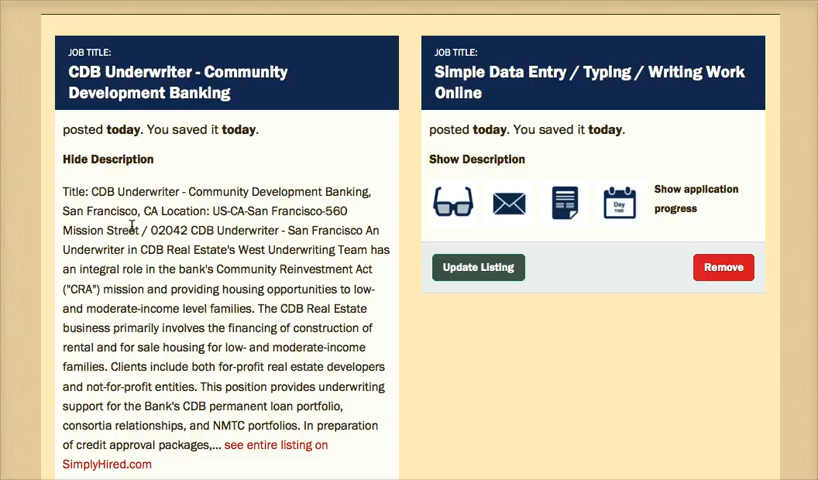 JOB TITLE:
CDB Underwriter - Community
Development Banking
posted today. You saved it today.
Hide Description
Title: CDB Underwriter - Community Development Banking,
San Francisco, CA Location: US-CA-San Francisco-560
Mission Street / 02042 CDB Underwriter - San Francisco An
Underwriter in CDB Real Estate's West Underwriting Team has
an integral role in the bank's Community Reinvestment Act
("CRA") mission and providing housing opportunities to low-
and moderate-income level families. The CDB Real Estate
business primarily involves the financing of construction of
rental and for sale housing for low- and moderate-income
families. Clients include both for-profit real estate developers
and not-for-profit entities. This position provides underwriting
support for the Bank's CDB permanent loan portfolio,
consortia relationships, and NMTC portfolios. In preparation
of credit approval packages,... see entire listing on
SimplyHired.com
JOB TITLE:
Simple Data Entry / Typing / Writing Work
Online
posted today. You saved it today.
Show Description
Day
TIME
Show application
progress
Update Listing
Remove